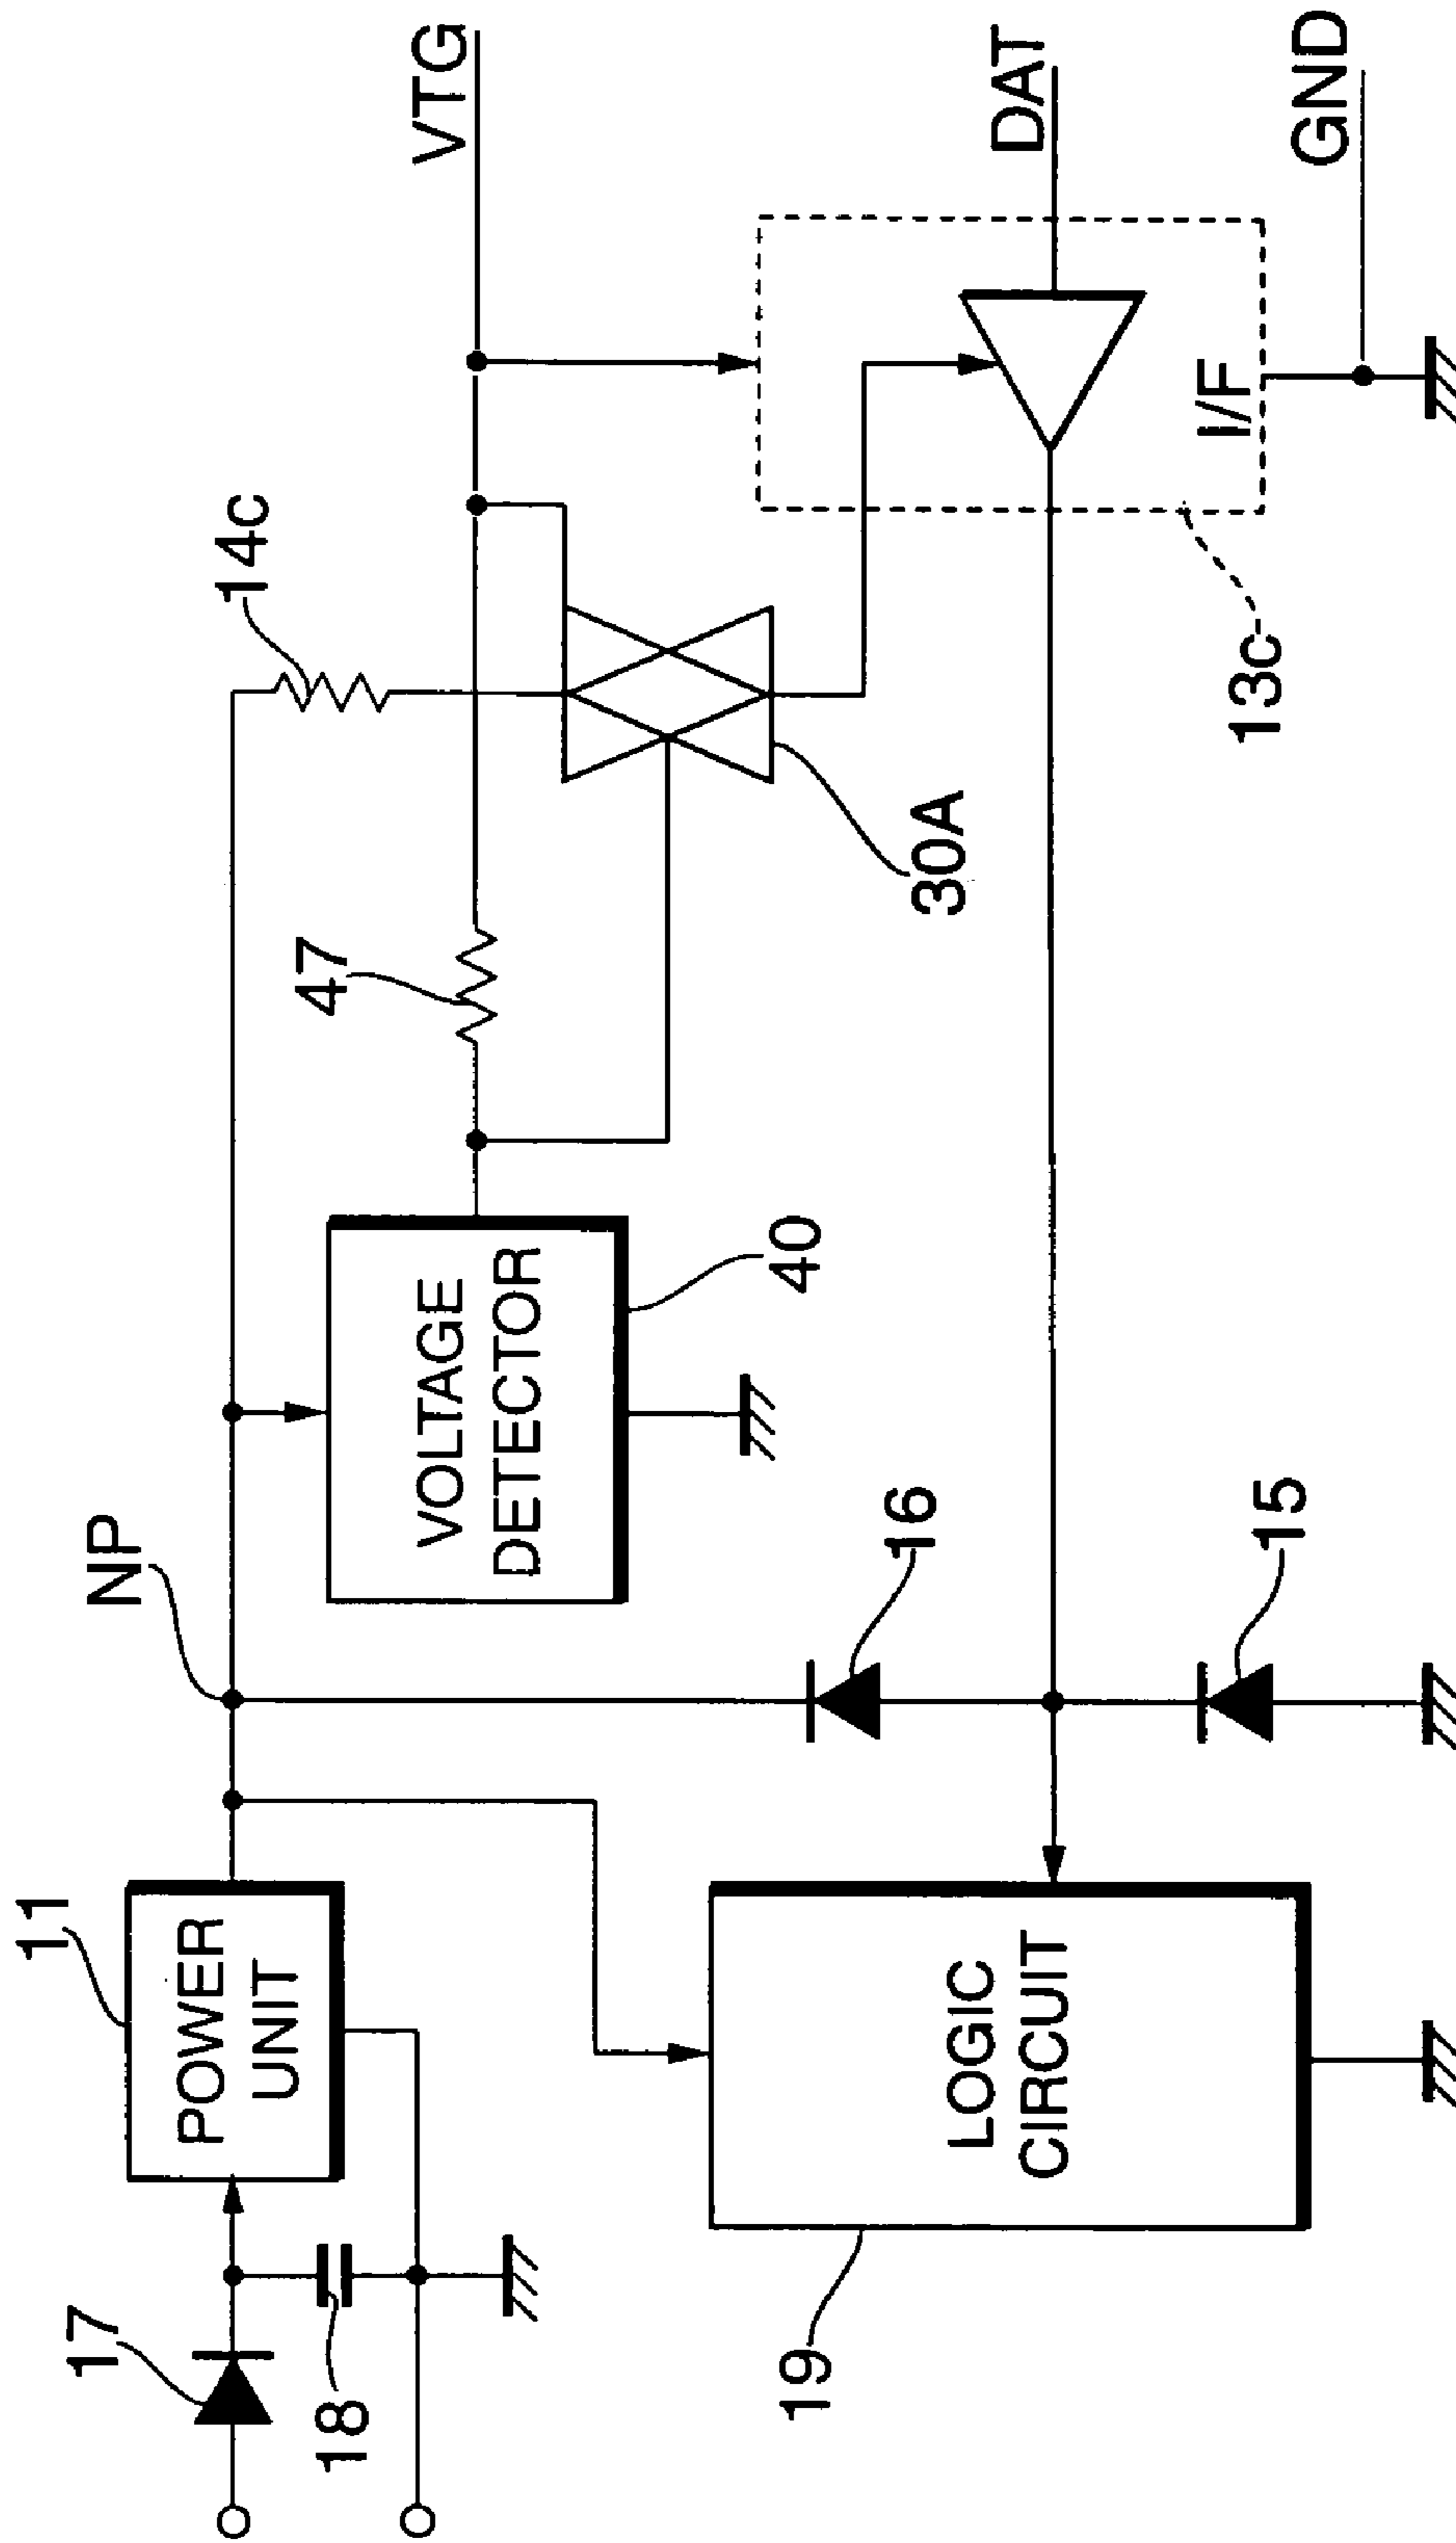 11
NP
17
POWER
UNIT
18
14c
47
VTG
VOLTAGE
DETECTOR
40
30A
16
DAT
19
LOGIC
CIRCUIT
15
13c
I/F
GND